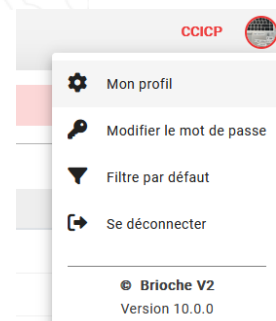 CCICP
Mon profil
Modifier le mot de passe
Filtre par défaut
Se déconnecter
© Brioche V2
Version 10.0.0